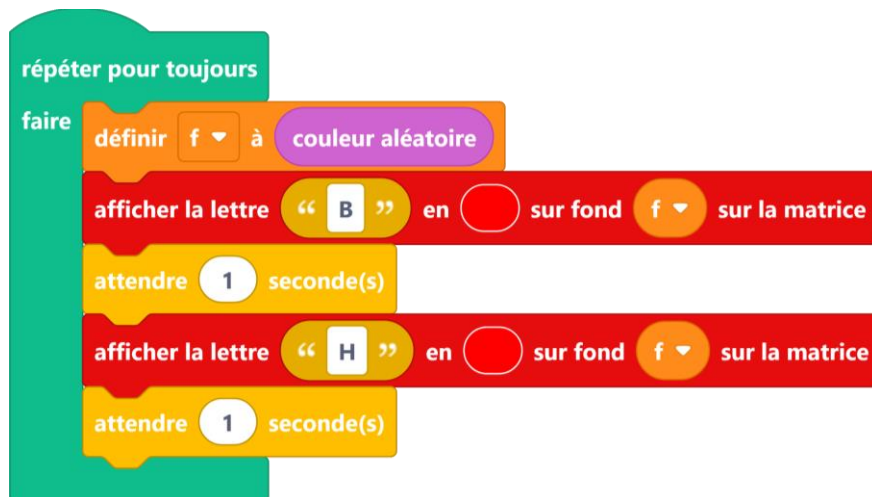 répéter pour toujours
faire
définir f à couleur aléatoire
afficher la lettre “ B ” en sur fond f sur la matrice
attendre 1 seconde(s)
afficher la lettre “ H ” en sur fond f sur la matrice
attendre 1 seconde(s)